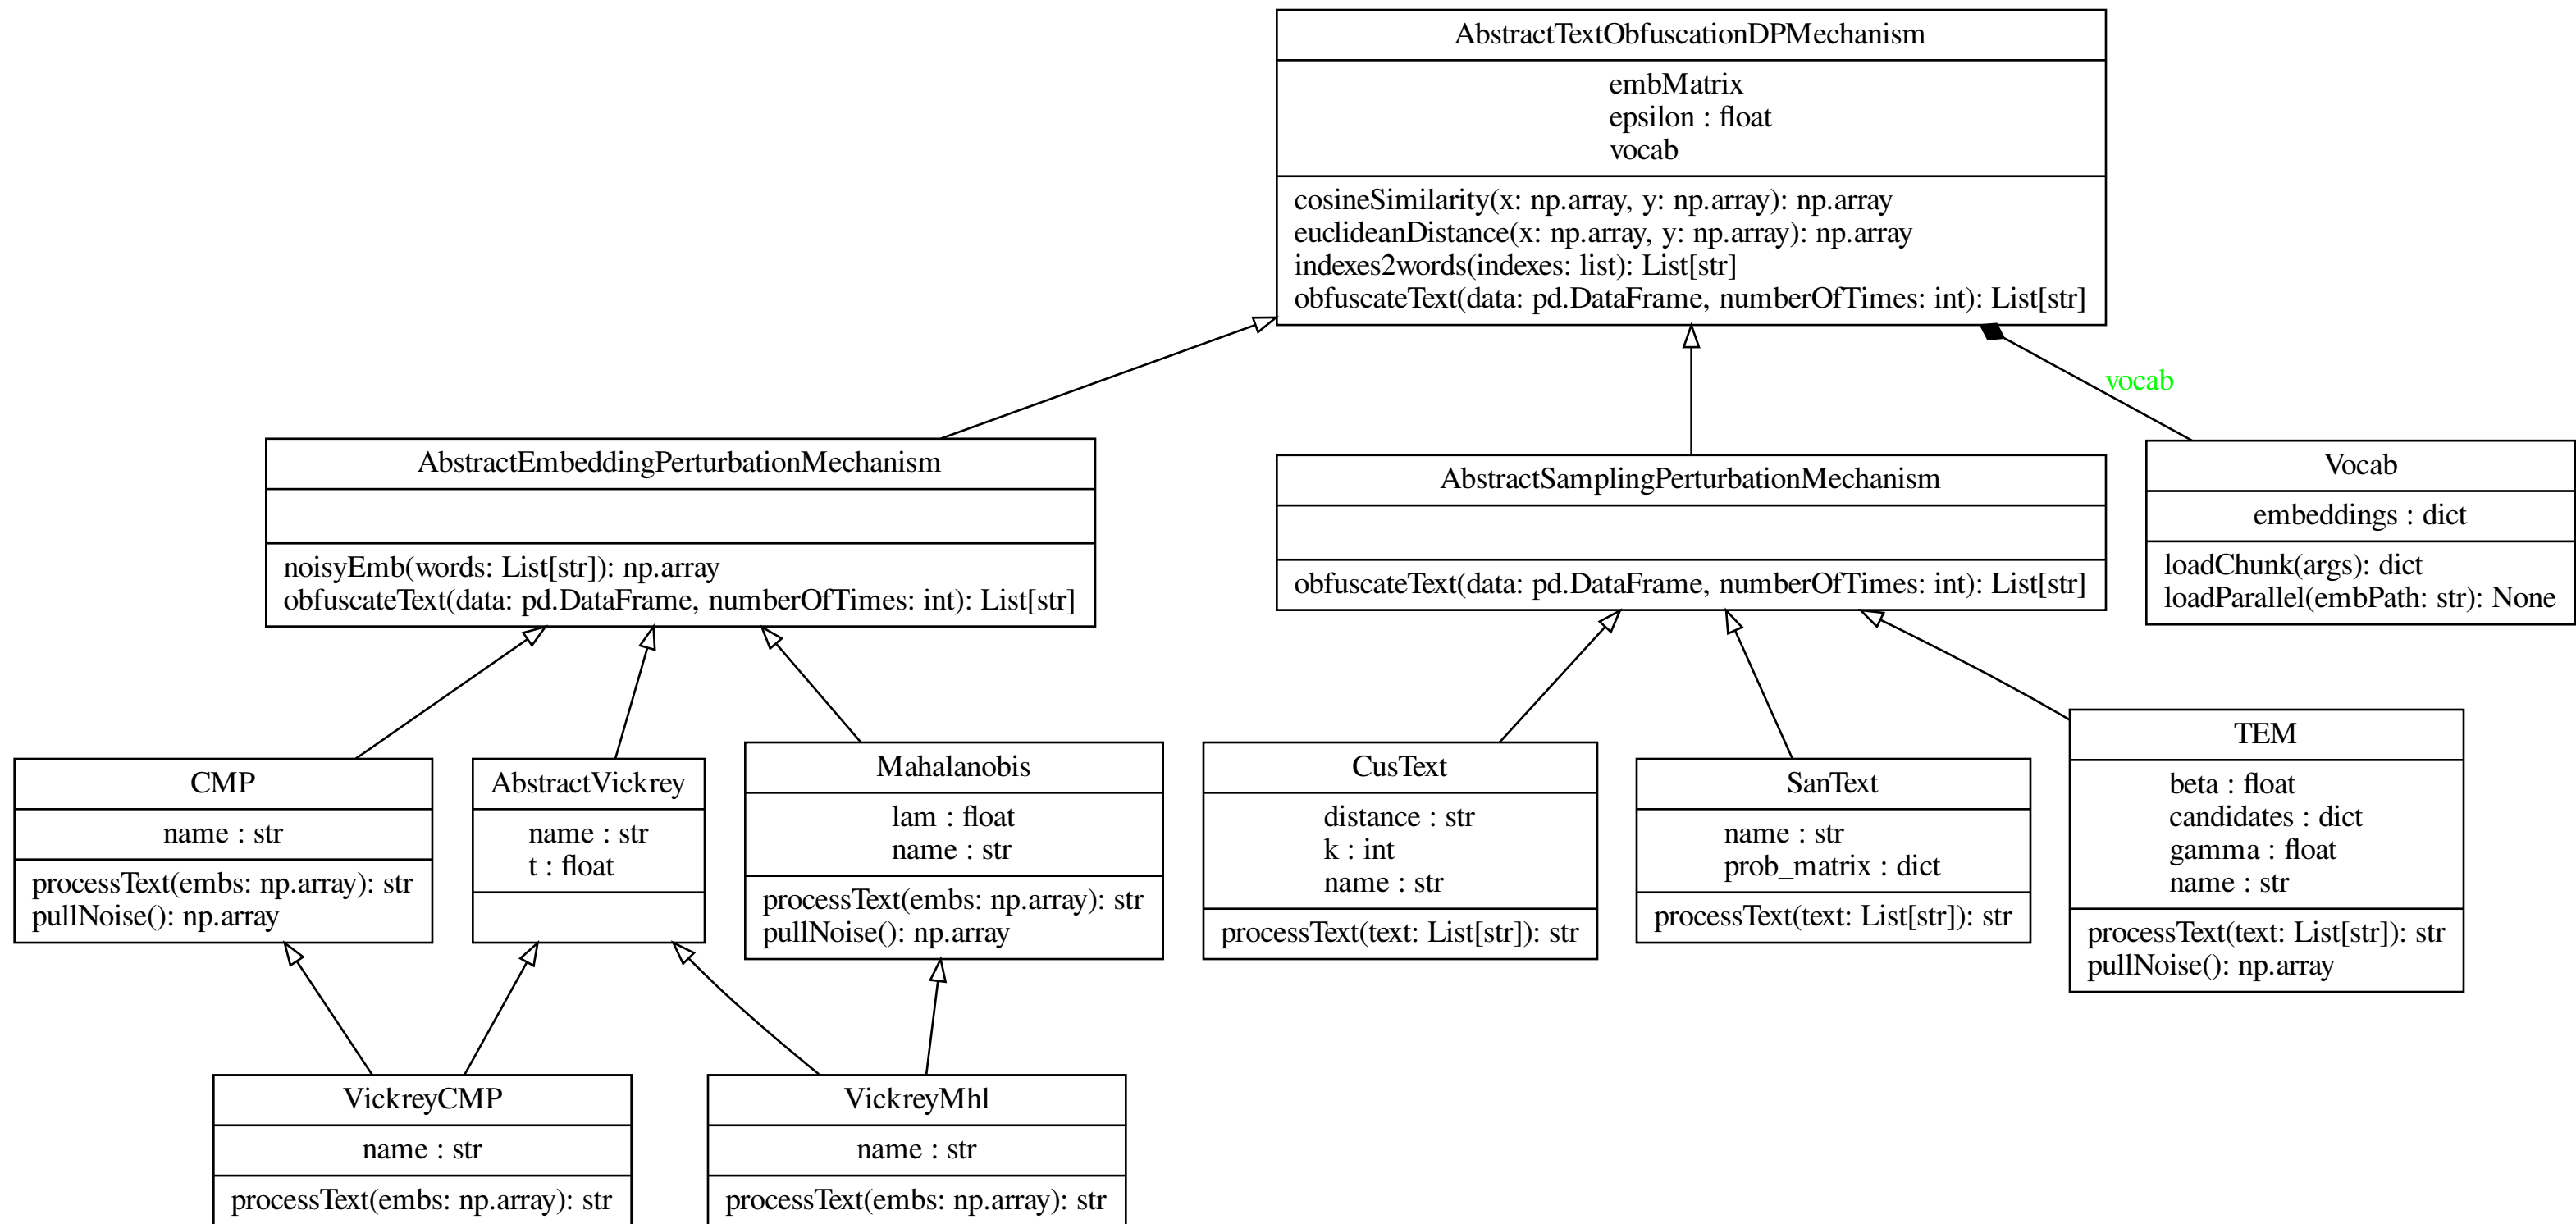 AbstractTextObfuscationDPMechanism
embMatrix
epsilon : float
vocab
cosineSimilarity(x: np.array, y: np.array): np.array
euclideanDistance(x: np.array, y: np.array): np.array
indexes2words(indexes: list): List[str]
obfuscateText(data: pd.DataFrame, numberOfTimes: int): List[str]
vocab
AbstractEmbeddingPerturbationMechanism
noisyEmb(words: List[str]): np.array
obfuscateText(data: pd.DataFrame, numberOfTimes: int): List[str]
AbstractSamplingPerturbationMechanism
obfuscateText(data: pd.DataFrame, numberOfTimes: int): List[str]
Vocab
embeddings : dict
loadChunk(args): dict
loadParallel(embPath: str): None
CMP
name : str
processText(embs: np.array): str
pullNoise(): np.array
AbstractVickrey
name : str
t : float
Mahalanobis
lam : float
name : str
processText(embs: np.array): str
pullNoise(): np.array
CusText
distance : str
k : int
name : str
processText(text: List[str]): str
SanText
name : str
prob_matrix : dict
processText(text: List[str]): str
TEM
beta : float
candidates : dict
gamma : float
name : str
processText(text: List[str]): str
pullNoise(): np.array
VickreyCMP
name : str
processText(embs: np.array): str
VickreyMhl
name : str
processText(embs: np.array): str